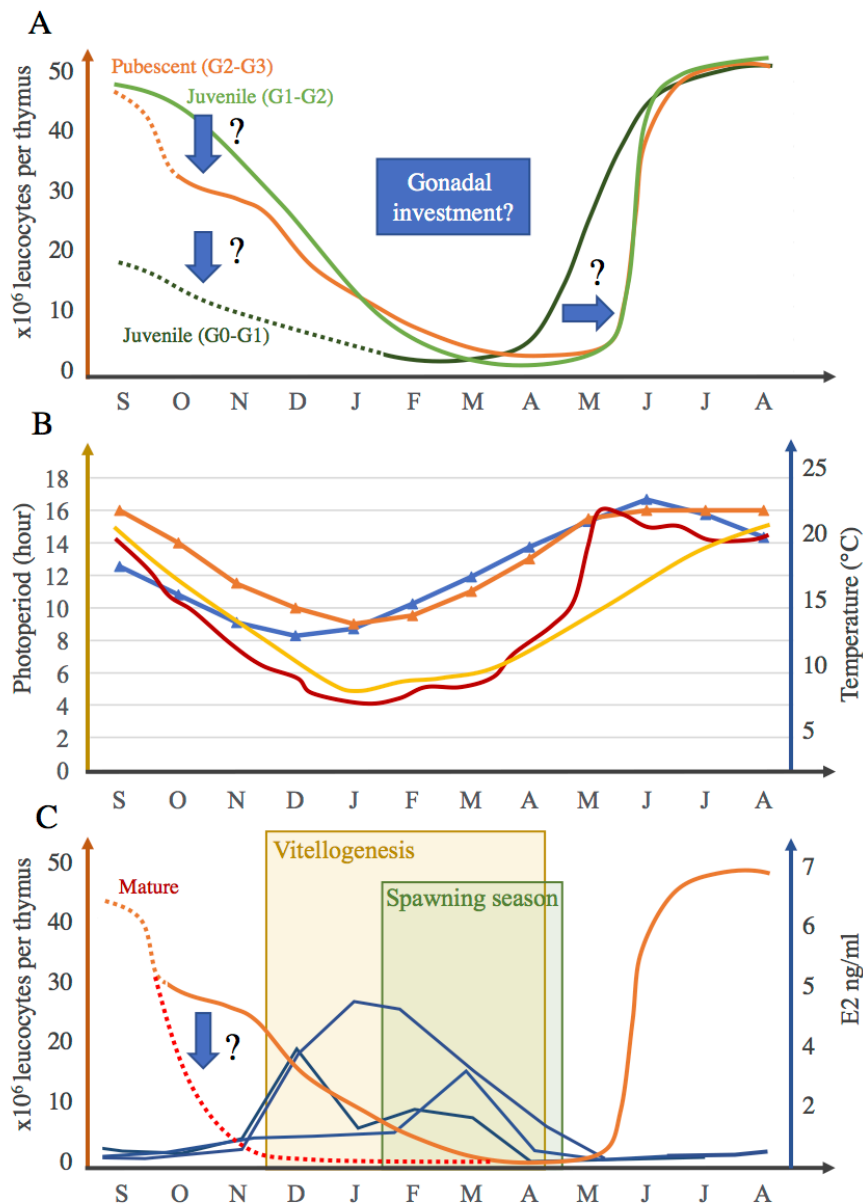 A
x10⁶ leucocytes per thymus
50
40
30
20
10
0
Pubescent (G2-G3)
Juvenile (G1-G2)
?
?
Juvenile (G0-G1)
Gonadal
investment?
?
S O N D J F M A M J J A
B
Photoperiod (hour)
18
16
14
12
10
8
6
4
2
0
25
20
15
10
5
Temperature (°C)
S O N D J F M A M J J A
C
x10⁶ leucocytes per thymus
50
40
30
20
10
0
Mature
?
Vitellogenesis
Spawning season
7
6
5
4
2
E2 ng/ml
S O N D J F M A M J J A